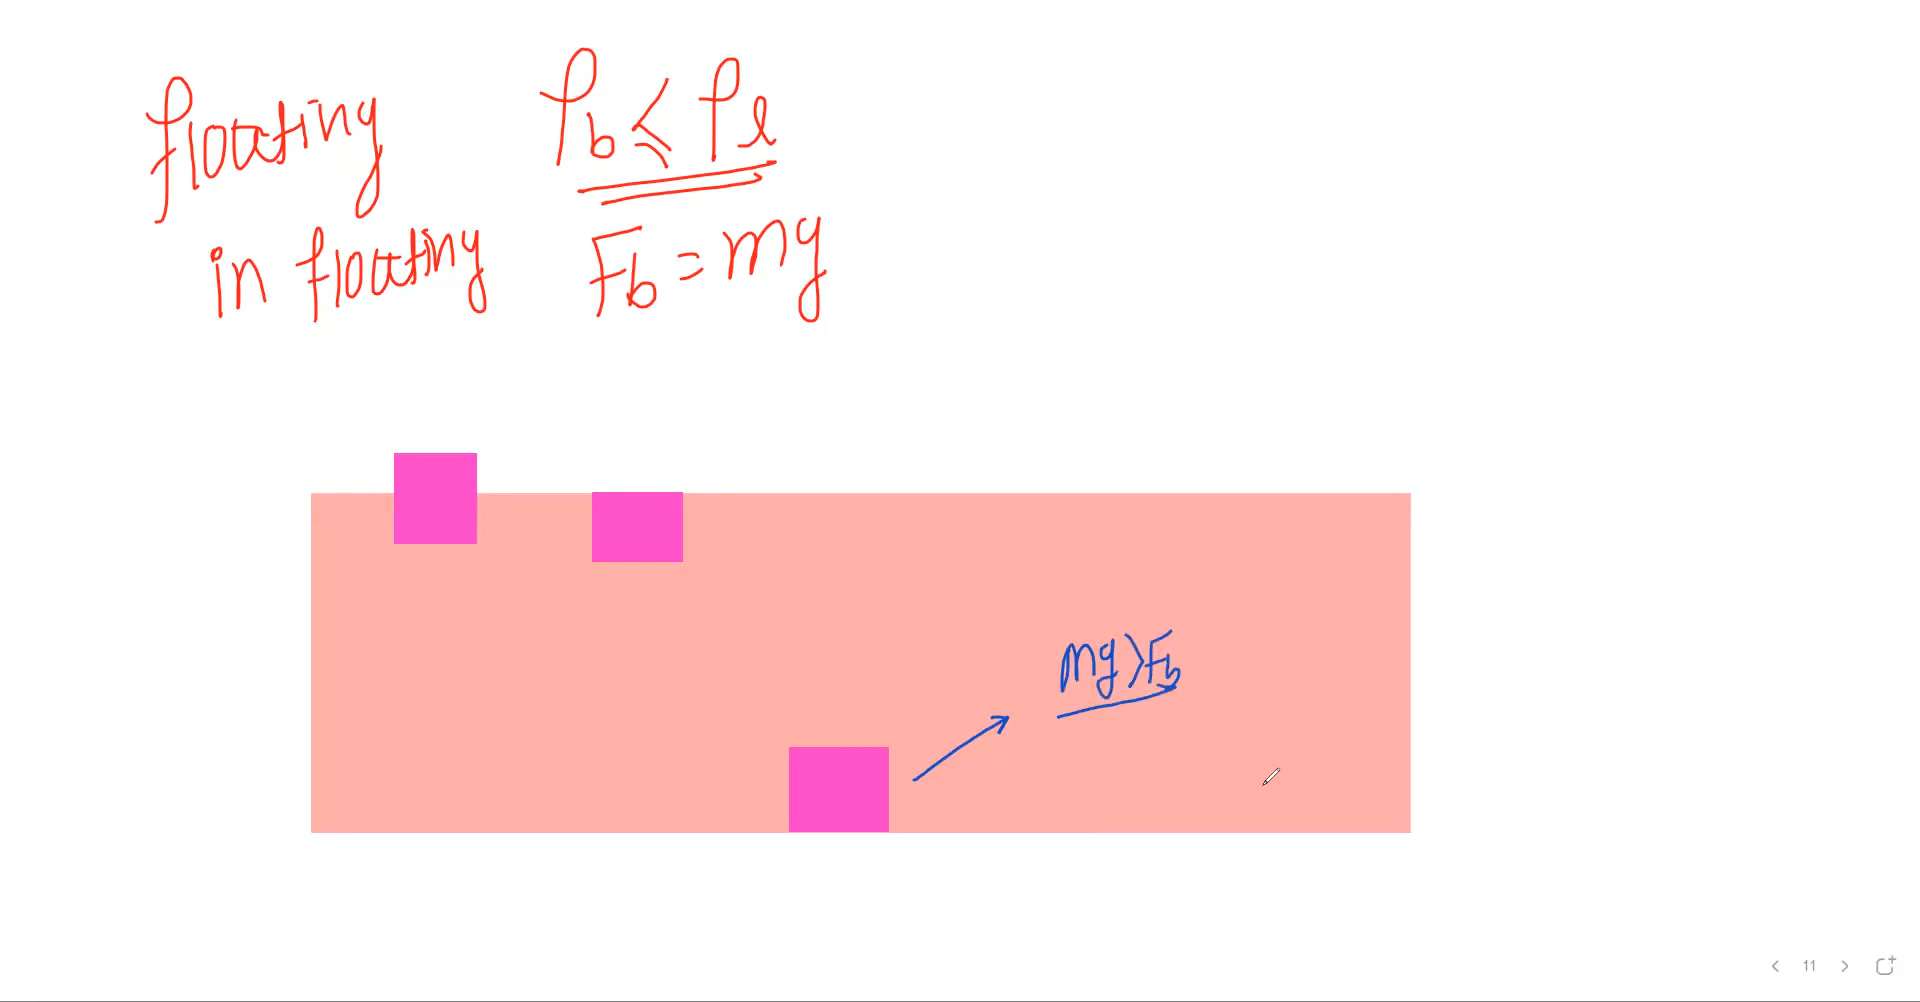 floating ρb ≤ ρl
in floating Fb = mg
mg > Fb
11